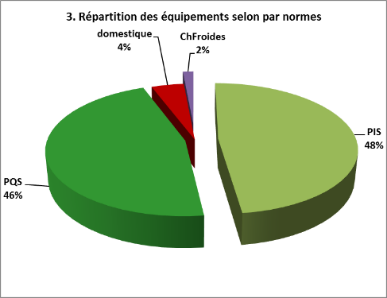 3. Répartition des équipements selon par normes
domestique
4%
ChFroides
2%
PIS
48%
PQS
46%